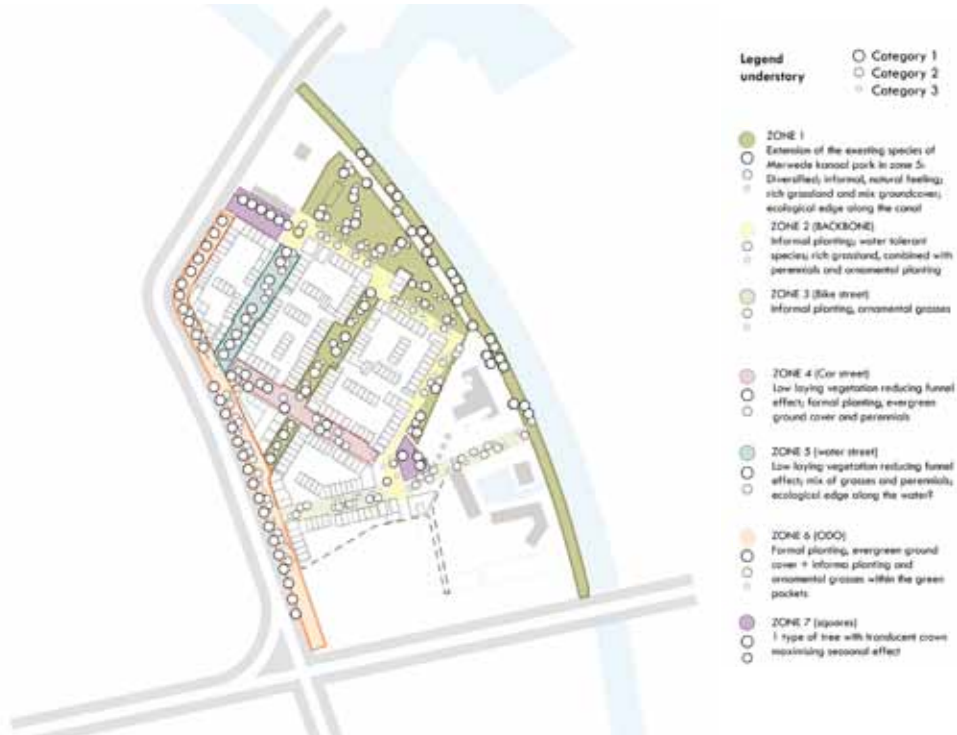 Legend
understory
Category 1
Category 2
Category 3
ZONE 1
Extension of the exesting species of
Merwede kanaal park in zone 5:
Diversified; informal, natural feeling;
rich grassland and mix groundcover;
ecological edge along the canal
ZONE 2 (BACKBONE)
Informal planting; water tolerant
species; rich grassland, combined with
perennials and ornamental planting
ZONE 3 (Bike street)
Informal planting, ornamental grasses
ZONE 4 (Car street)
Low laying vegetation reducing funnel
effect; formal planting, evergreen
ground cover and perennials
ZONE 5 (water street)
Low laying vegetation reducing funnel
effect; mix of grasses and perennials;
ecological edge along the water?
ZONE 6 (ODO)
Formal planting, evergreen ground
cover + informa planting and
ornamental grasses within the green
pockets
ZONE 7 (squares)
1 type of tree with translucent crown
maximising seasonal effect